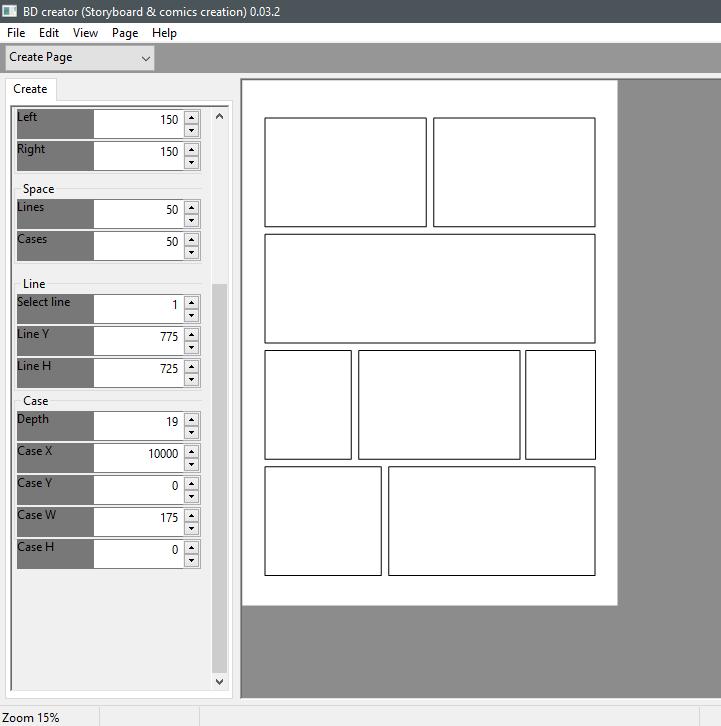 BD creator (Storyboard & comics creation) 0.03.2
File Edit View Page Help
Create Page
Create
Left 150
Right 150
Space
Lines 50
Cases 50
Line
Select line 1
Line Y 775
Line H 725
Case
Depth 19
Case X 10000
Case Y 0
Case W 175
Case H 0
Zoom 15%